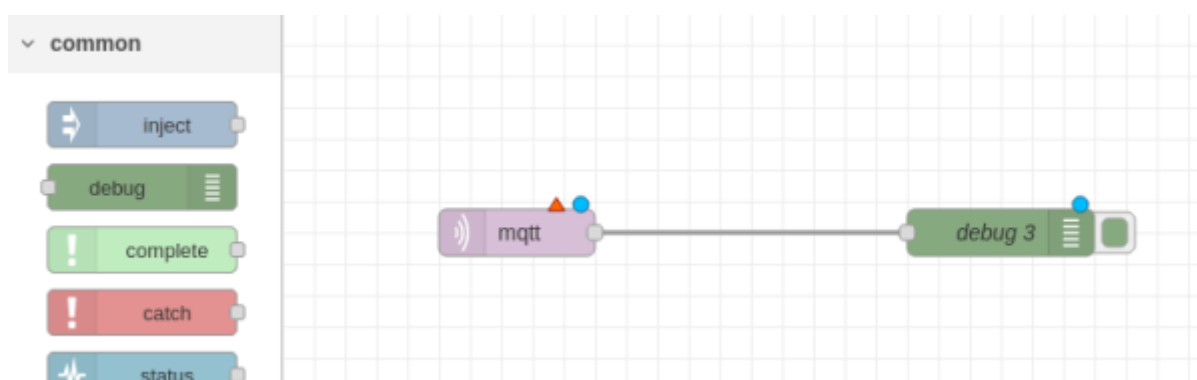 common
inject
debug
complete
catch
status
mqtt
debug 3